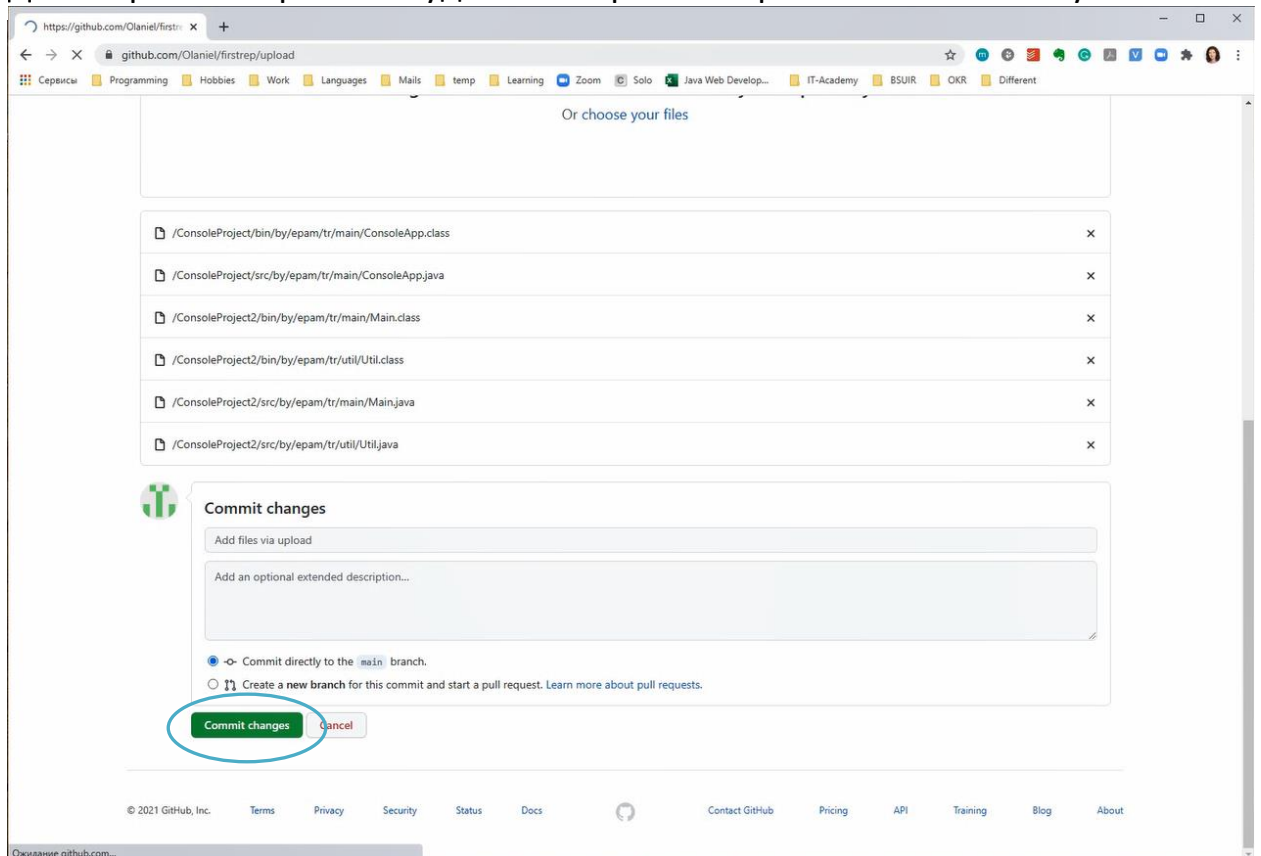 https://github.com/Olaniel/firstre
github.com/Olaniel/firstrep/upload
Сервисы Programming Hobbies Work Languages Mails temp Learning Zoom Solo Java Web Develop... IT-Academy BSUIR OKR Different
Or choose your files
/ConsoleProject/bin/by/epam/tr/main/ConsoleApp.class
/ConsoleProject/src/by/epam/tr/main/ConsoleApp.java
/ConsoleProject2/bin/by/epam/tr/main/Main.class
/ConsoleProject2/bin/by/epam/tr/util/Util.class
/ConsoleProject2/src/by/epam/tr/main/Main.java
/ConsoleProject2/src/by/epam/tr/util/Util.java
Commit changes
Add files via upload
Add an optional extended description...
Commit directly to the main branch.
Create a new branch for this commit and start a pull request. Learn more about pull requests.
Commit changes Cancel
© 2021 GitHub, Inc. Terms Privacy Security Status Docs Contact GitHub Pricing API Training Blog About
Ожидание github.com...